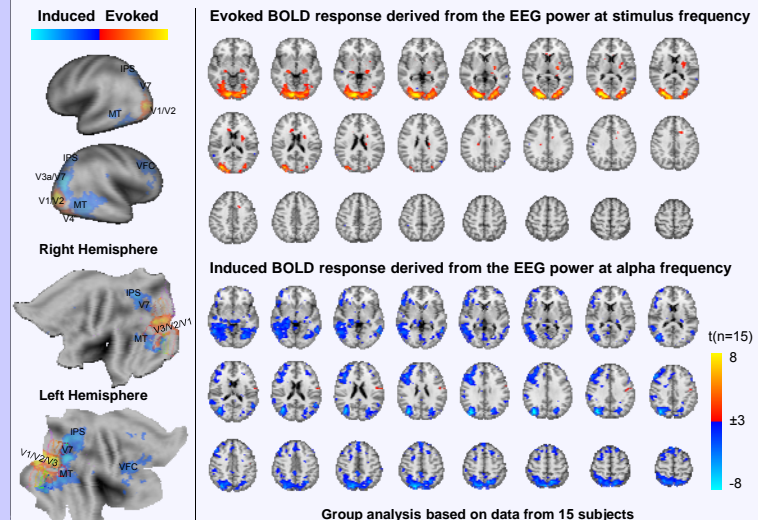 Induced Evoked
IPS
V7
MT
V1/V2
IPS
VFC
V3a/V7
V1/V2
MT
V4
Right Hemisphere
IPS
V7
V3/V2/V1
MT
Left Hemisphere
IPS
V1/V2/V3
V7
MT
VFC
Evoked BOLD response derived from the EEG power at stimulus frequency
Induced BOLD response derived from the EEG power at alpha frequency
t(n=15)
8
±3
-8
Group analysis based on data from 15 subjects